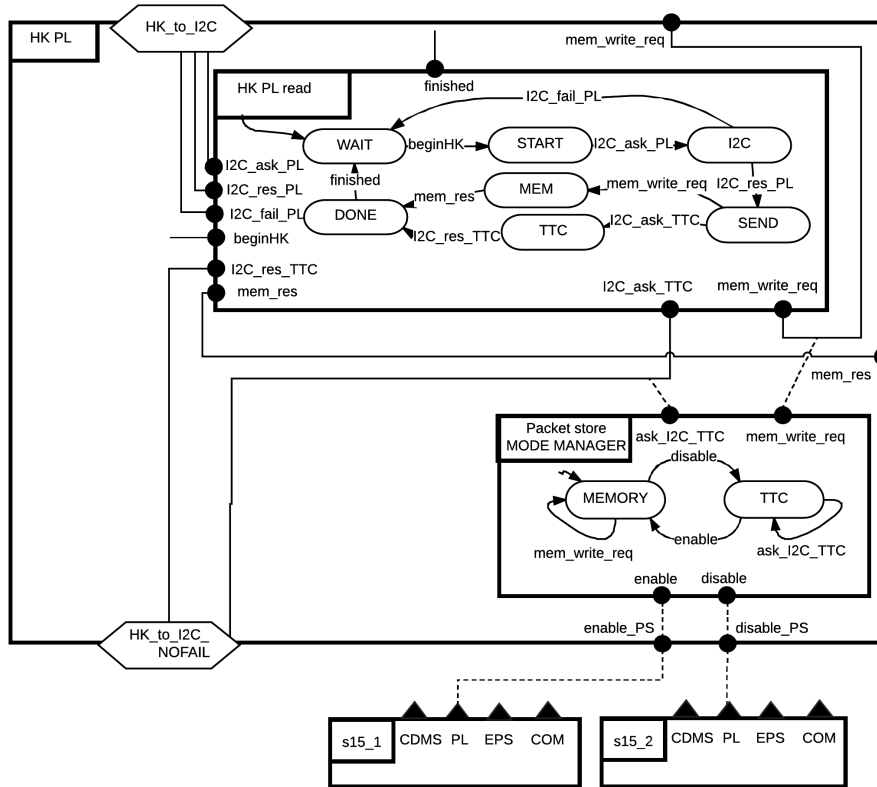 HK_to_I2C
HK PL
mem_write_req
HK PL read
finished
I2C_fail_PL
WAIT
beginHK
START
I2C_ask_PL
I2C
I2C_ask_PL
I2C_res_PL
I2C_fail_PL
beginHK
I2C_res_TTC
mem_res
finished
MEM
mem_res
mem_write_req
I2C_res_PL
DONE
TTC
I2C_res_TTC
I2C_ask_TTC
SEND
I2C_ask_TTC
mem_write_req
mem_res
Packet store
MODE MANAGER
ask_I2C_TTC
mem_write_req
disable
MEMORY
TTC
enable
mem_write_req
ask_I2C_TTC
enable
disable
enable_PS
disable_PS
HK_to_I2C_
NOFAIL
s15_1
CDMS
PL
EPS
COM
s15_2
CDMS
PL
EPS
COM